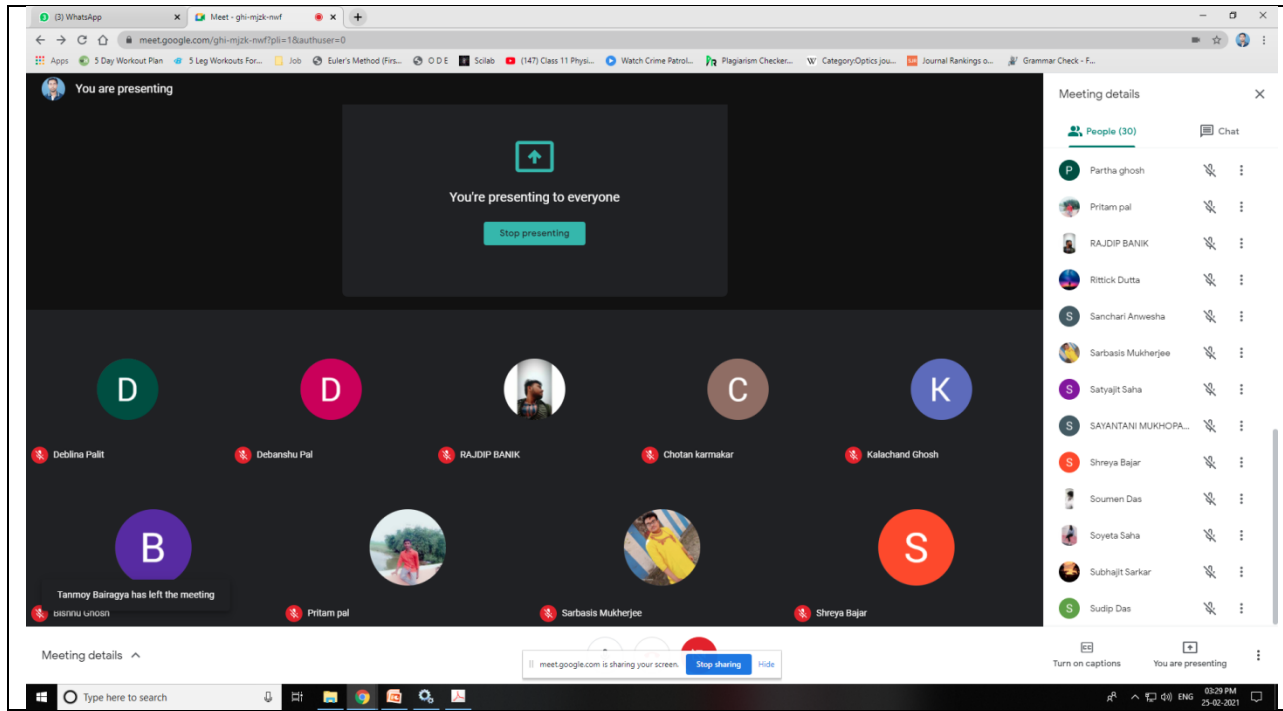 (3) WhatsApp
Meet - ghi-mjzk-nwf
meet.google.com/ghi-mjzk-nwf?pli=1&authuser=0
Apps 5 Day Workout Plan 5 Leg Workouts For... Job Euler's Method (Firs... O D E Scilab (147) Class 11 Physi... Watch Crime Patrol... Plagiarism Checker... Category:Optics jou... Journal Rankings o... Grammar Check - F...
You are presenting
You're presenting to everyone
Stop presenting
D
D
C
K
Deblina Palit
Debanshu Pal
RAJDIP BANIK
Chotan karmakar
Kalachand Ghosh
B
S
Tanmoy Bairagya has left the meeting
Bishnu Ghosh
Pritam pal
Sarbasis Mukherjee
Shreya Bajar
Meeting details
People (30)
Chat
P Partha ghosh
Pritam pal
RAJDIP BANIK
Rittick Dutta
S Sanchari Anwesha
Sarbasis Mukherjee
S Satyajit Saha
S SAYANTANI MUKHOPA...
S Shreya Bajar
Soumen Das
Soyeta Saha
Subhajit Sarkar
S Sudip Das
Meeting details
meet.google.com is sharing your screen. Stop sharing Hide
Turn on captions
You are presenting
Type here to search
ENG
03:29 PM
25-02-2021